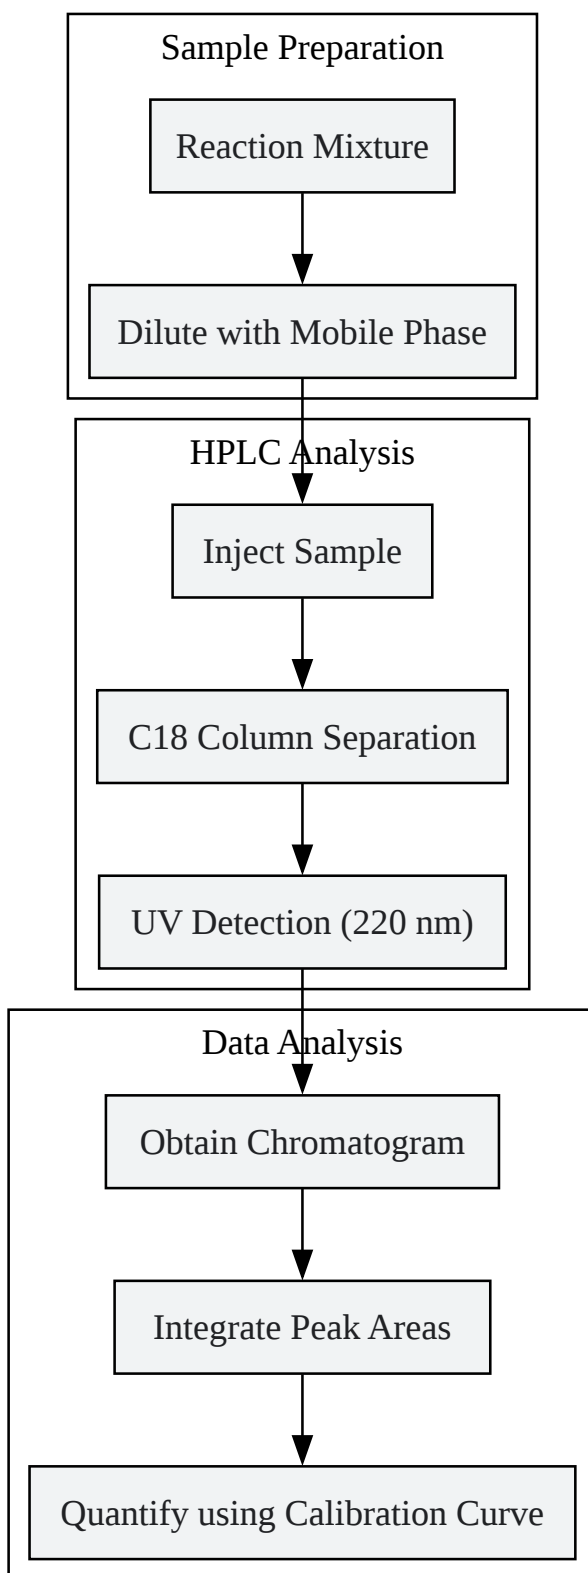 Sample Preparation
Reaction Mixture
Dilute with Mobile Phase
HPLC Analysis
Inject Sample
C18 Column Separation
UV Detection (220 nm)
Data Analysis
Obtain Chromatogram
Integrate Peak Areas
Quantify using Calibration Curve